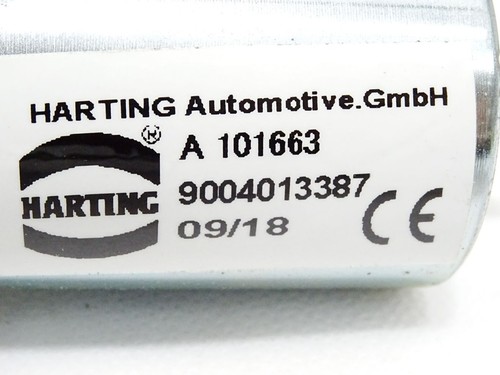 HARTING Automotive.GmbH
® A 101663
HARTING 9004013387
09/18 CE